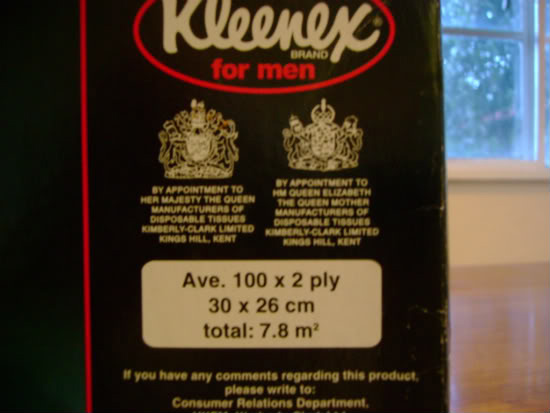 Kleenex
BRAND
for men
BY APPOINTMENT TO
HER MAJESTY THE QUEEN
MANUFACTURERS OF
DISPOSABLE TISSUES
KIMBERLY-CLARK LIMITED
KINGS HILL, KENT
BY APPOINTMENT TO
HM QUEEN ELIZABETH
THE QUEEN MOTHER
MANUFACTURERS OF
DISPOSABLE TISSUES
KIMBERLY-CLARK LIMITED
KINGS HILL, KENT
Ave. 100 x 2 ply
30 x 26 cm
total: 7.8 m²
If you have any comments regarding this product,
please write to:
Consumer Relations Department,